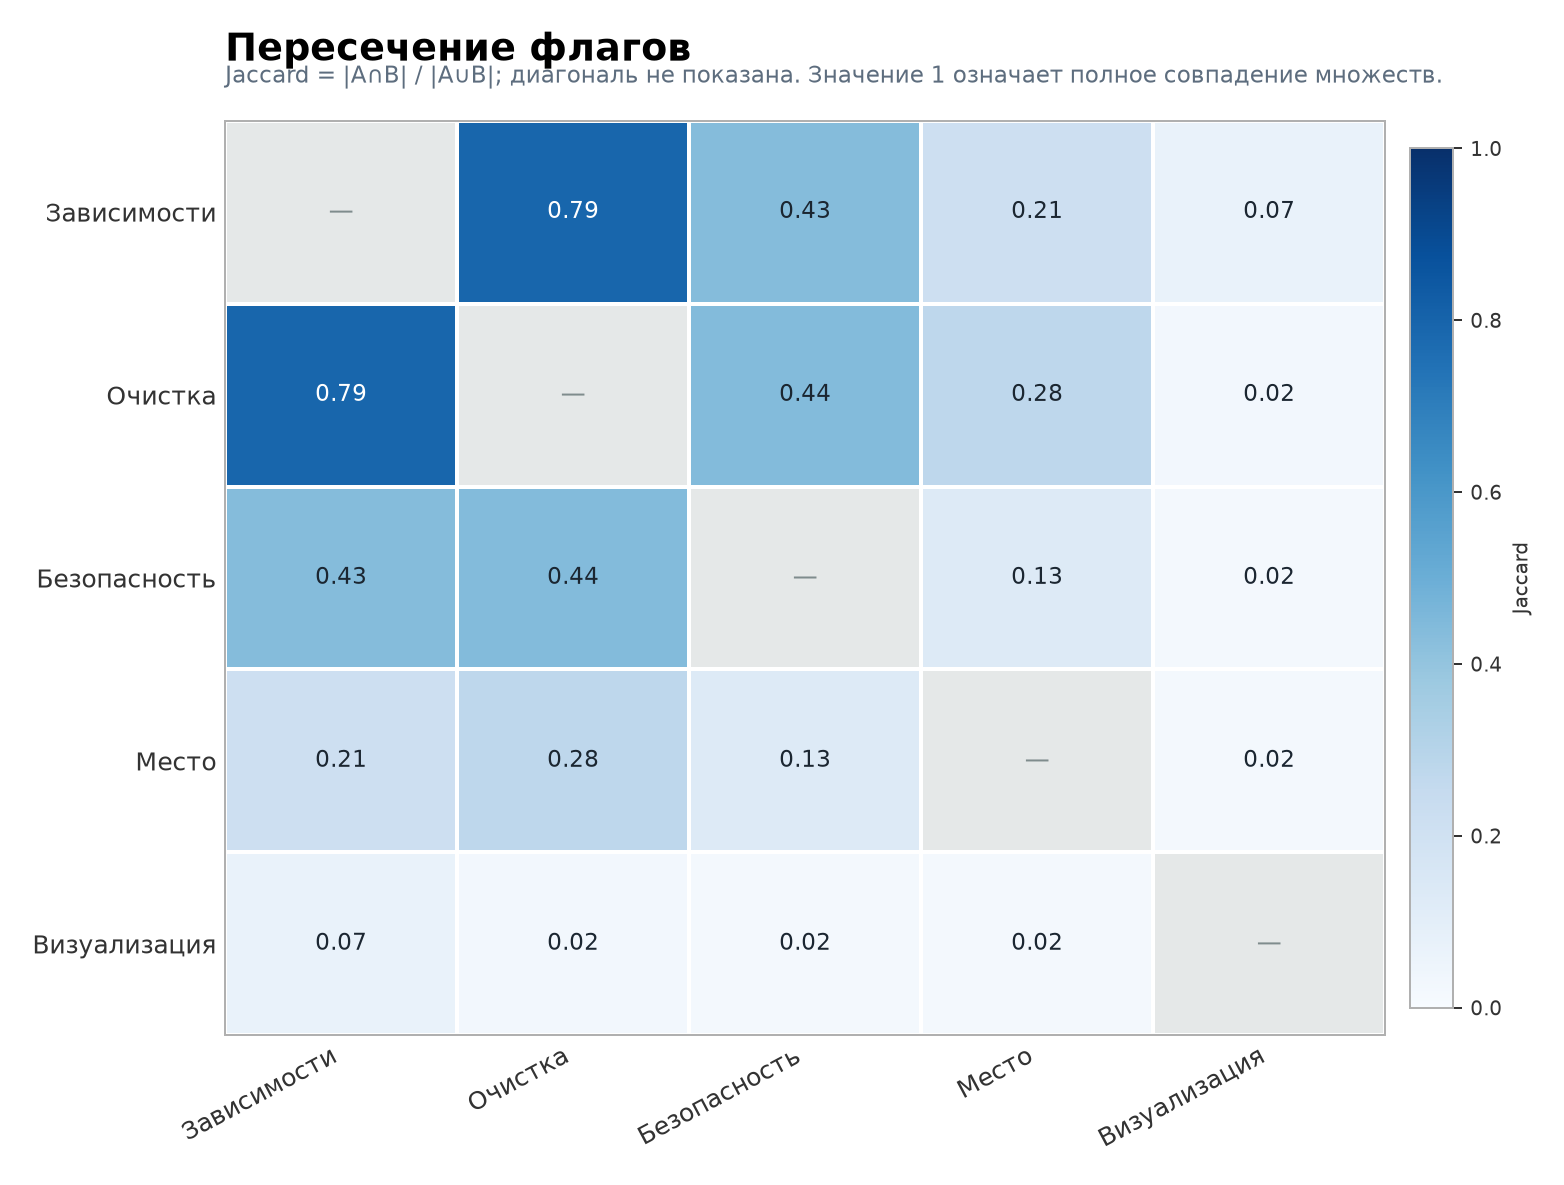 Пересечение флагов
Jaccard = |A∩B| / |A∪B|; диагональ не показана. Значение 1 означает полное совпадение множеств.
Зависимости — 0.79 0.43 0.21 0.07
Очистка 0.79 — 0.44 0.28 0.02
Безопасность 0.43 0.44 — 0.13 0.02
Место 0.21 0.28 0.13 — 0.02
Визуализация 0.07 0.02 0.02 0.02 —
Зависимости Очистка Безопасность Место Визуализация
1.0
0.8
0.6
0.4
0.2
0.0
Jaccard